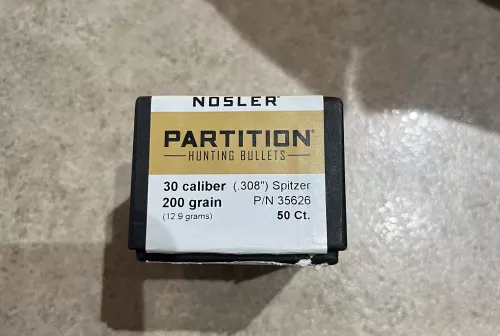 NOSLER®
PARTITION®
HUNTING BULLETS
30 caliber (.308") Spitzer
200 grain P/N 35626
(12.9 grams) 50 Ct.